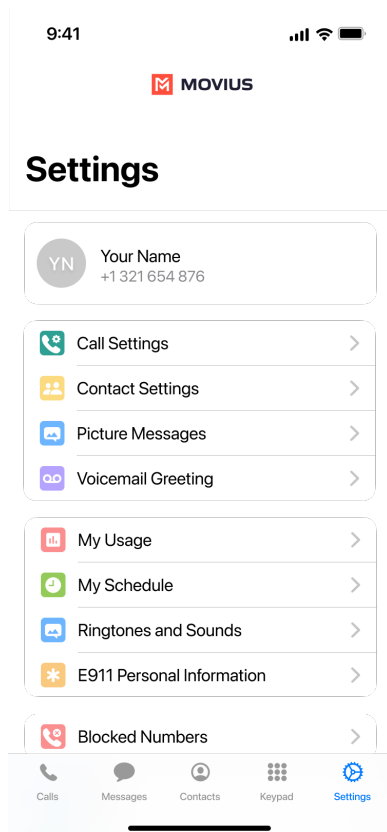 9:41
MOVIUS
Settings
YN
Your Name
+1 321 654 876
Call Settings
Contact Settings
Picture Messages
Voicemail Greeting
My Usage
My Schedule
Ringtones and Sounds
E911 Personal Information
Blocked Numbers
Calls
Messages
Contacts
Keypad
Settings